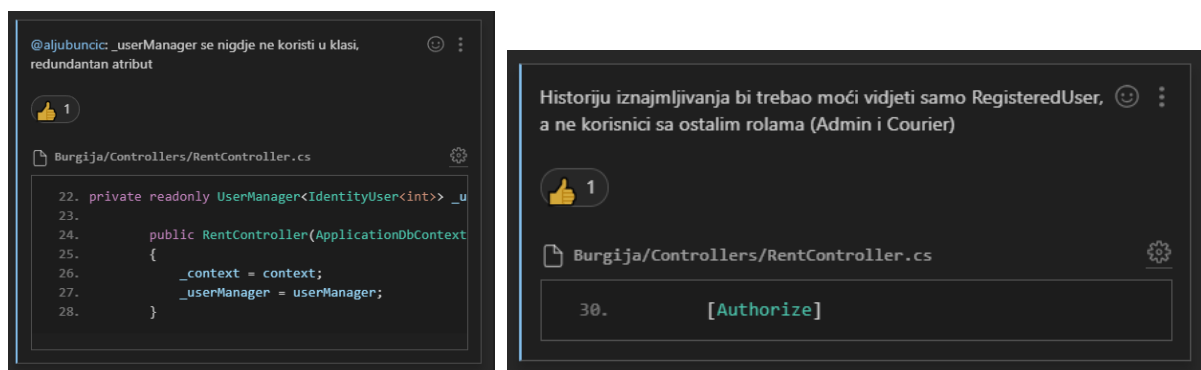 @aljubuncic: _userManager se nigdje ne koristi u klasi,
redundantan atribut
👍 1
Burgija/Controllers/RentController.cs
22. private readonly UserManager<IdentityUser<int>> _u
23.
24. public RentController(ApplicationDbContext
25. {
26. _context = context;
27. _userManager = userManager;
28. }
Historiju iznajmljivanja bi trebao moći vidjeti samo RegisteredUser,
a ne korisnici sa ostalim rolama (Admin i Courier)
👍 1
Burgija/Controllers/RentController.cs
30. [Authorize]